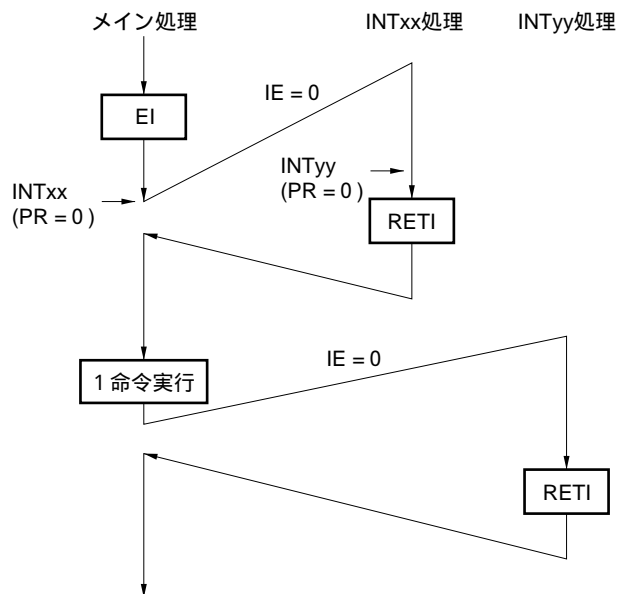 メイン処理
INTxx処理
INTyy処理
IE = 0
EI
INTxx
(PR = 0 )
INTyy
(PR = 0 )
RETI
IE = 0
1 命令実行
RETI